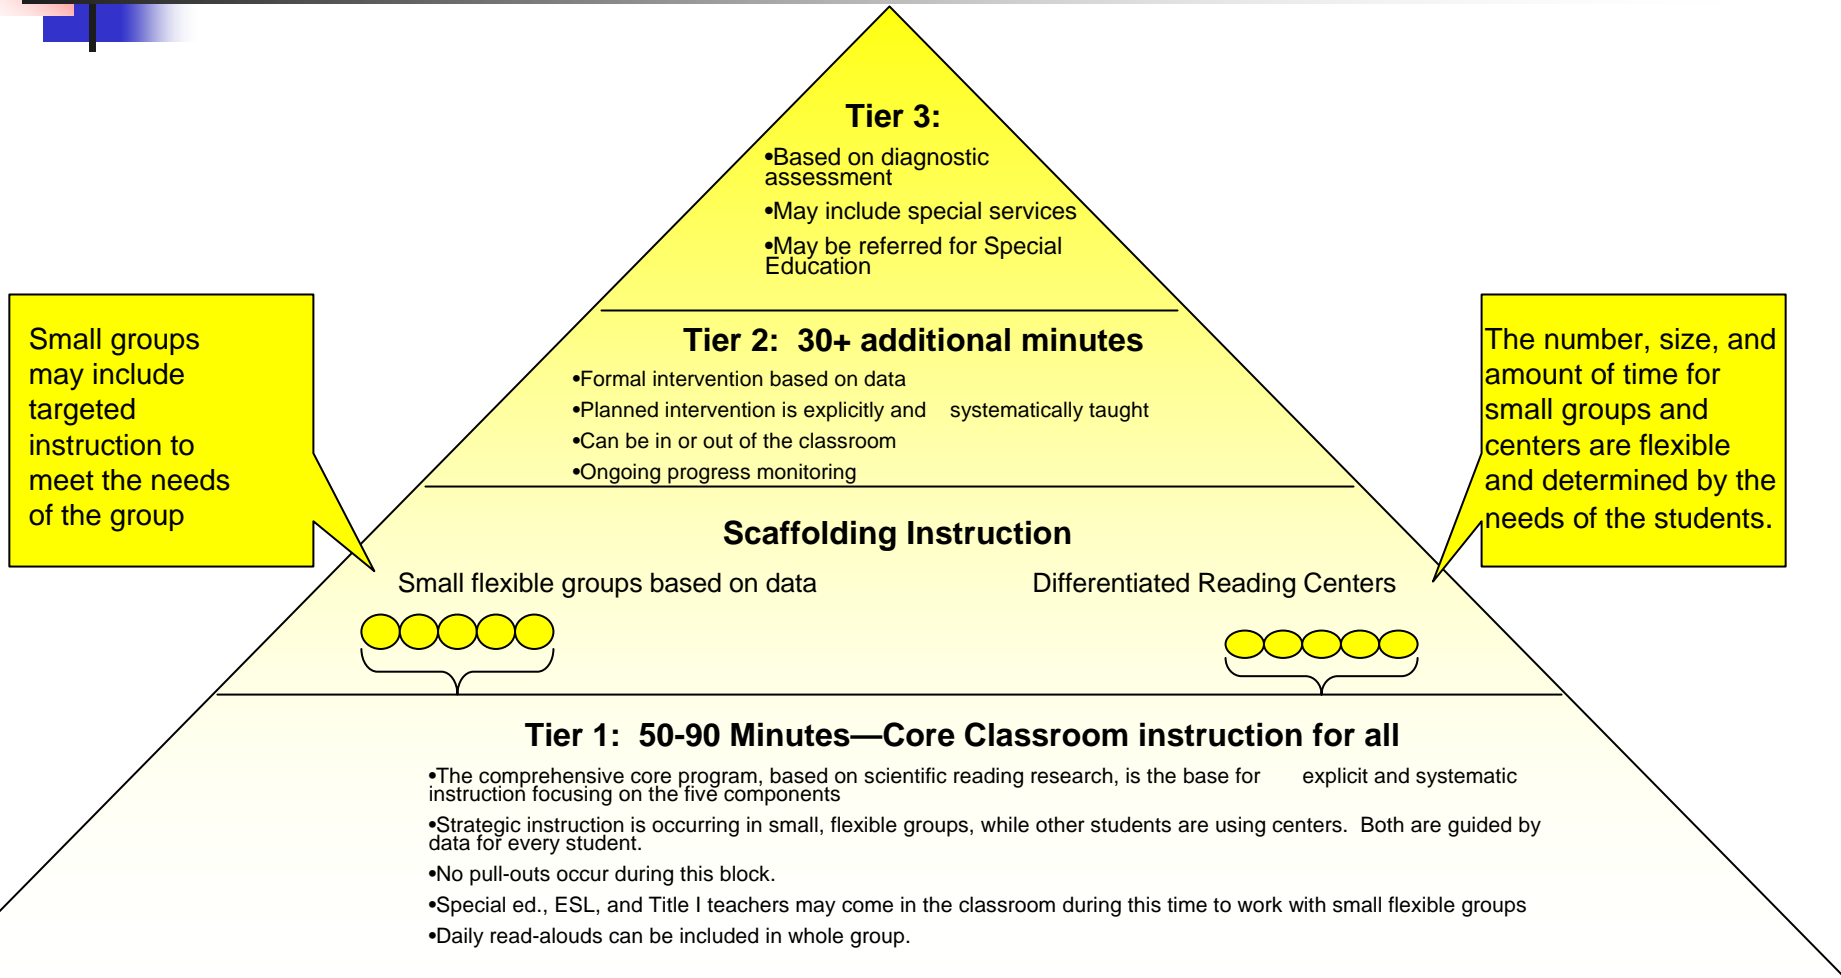 Tier 3:
•Based on diagnostic
assessment
•May include special services
•May be referred for Special
Education
Tier 2: 30+ additional minutes
•Formal intervention based on data
•Planned intervention is explicitly and systematically taught
•Can be in or out of the classroom
•Ongoing progress monitoring
Small groups
may include
targeted
instruction to
meet the needs
of the group
The number, size, and
amount of time for
small groups and
centers are flexible
and determined by the
needs of the students.
Scaffolding Instruction
Small flexible groups based on data
Differentiated Reading Centers
Tier 1: 50-90 Minutes—Core Classroom instruction for all
•The comprehensive core program, based on scientific reading research, is the base for explicit and systematic
instruction focusing on the five components
•Strategic instruction is occurring in small, flexible groups, while other students are using centers. Both are guided by
data for every student.
•No pull-outs occur during this block.
•Special ed., ESL, and Title I teachers may come in the classroom during this time to work with small flexible groups
•Daily read-alouds can be included in whole group.